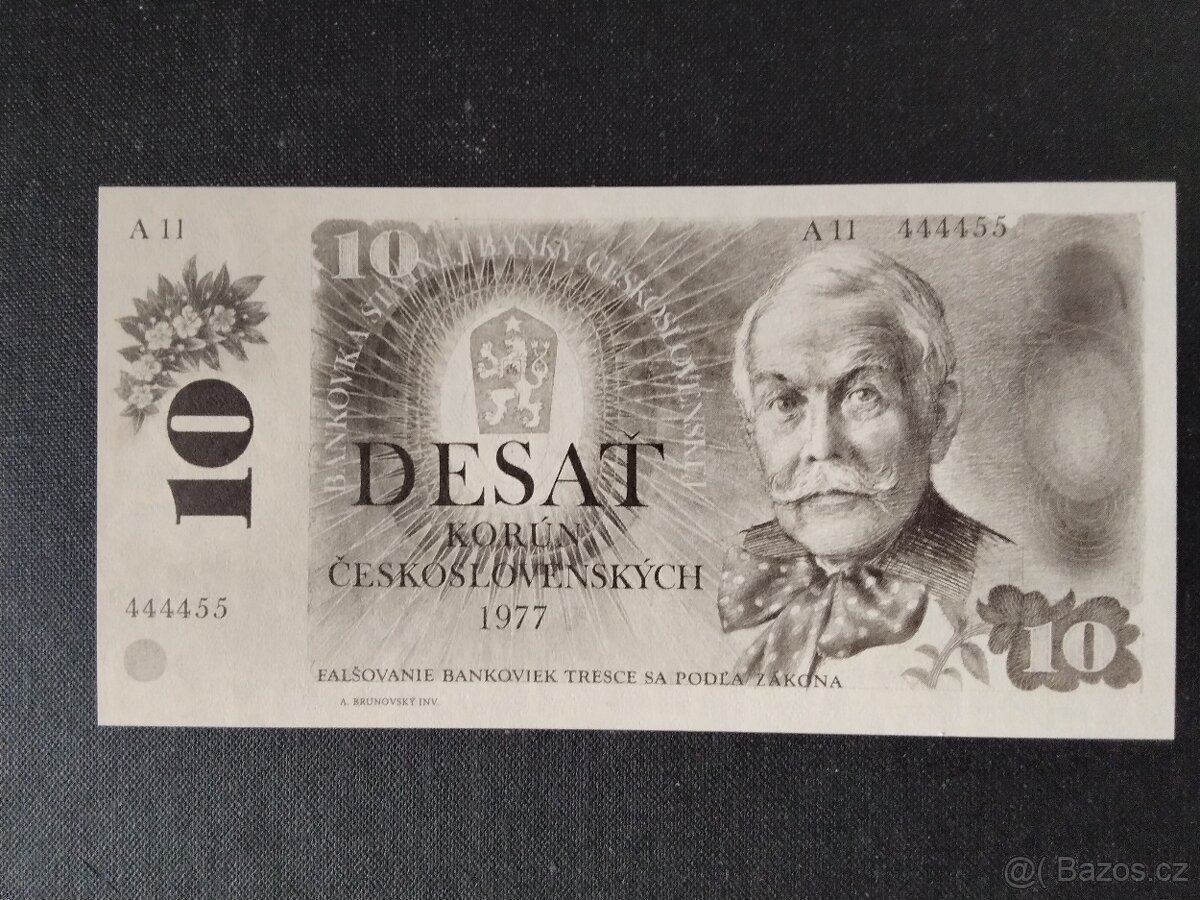 A 11
A 11 444455
10
BANKOVKA ŠTÁTNEJ BANKY ČESKOSLOVENSKEJ
10
DESAŤ
KORÚN
ČESKOSLOVENSKÝCH
1977
444455
10
FALŠOVANIE BANKOVIEK TRESCE SA PODĽA ZÁKONA
A. BRUNOVSKÝ INV.
@( Bazos.cz